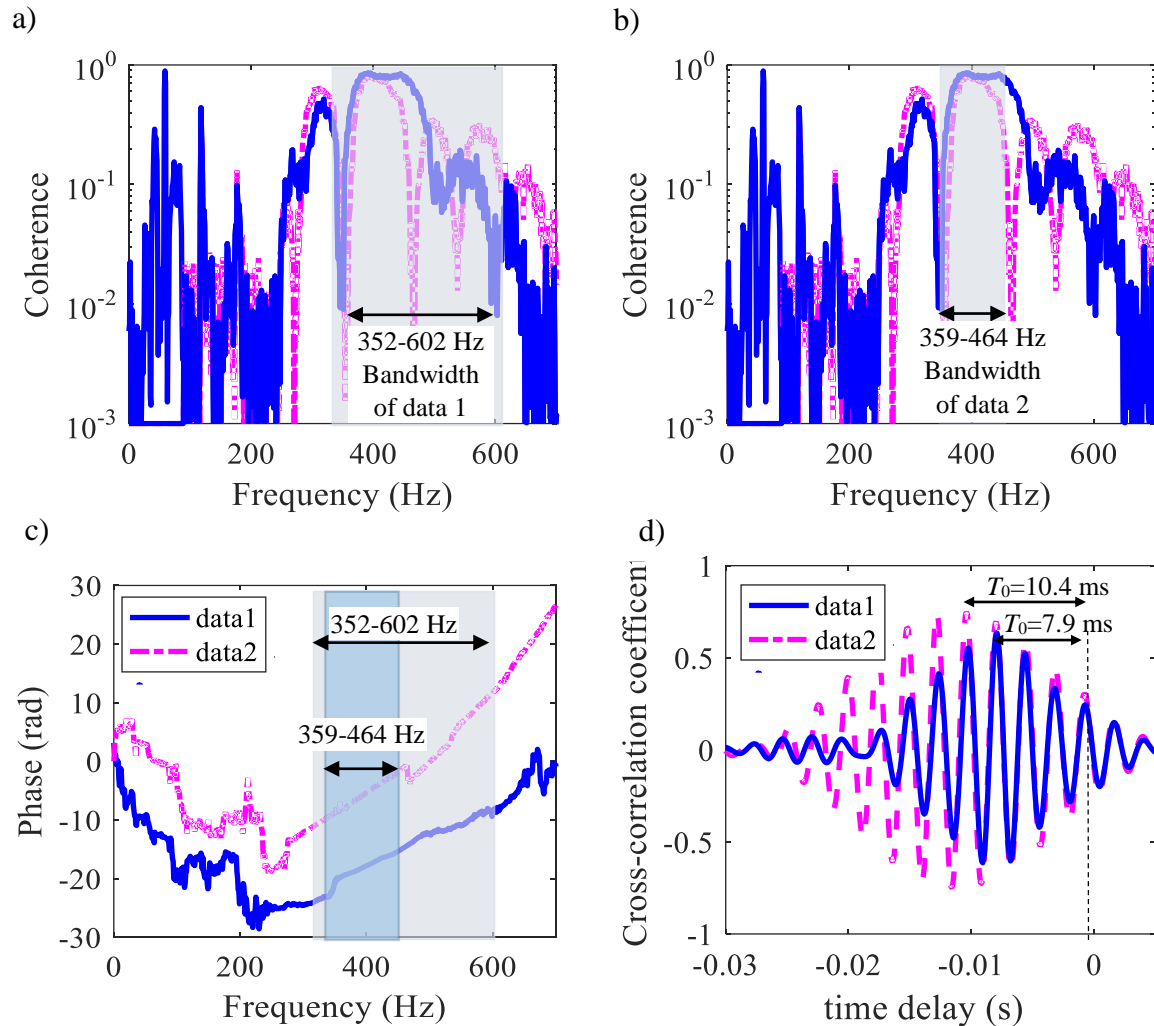 a)
b)
10^0
10^-1
10^-2
10^-3
Coherence
352-602 Hz
Bandwidth
of data 1
0
200
400
600
Frequency (Hz)
10^0
10^-1
10^-2
10^-3
Coherence
359-464 Hz
Bandwidth
of data 2
0
200
400
600
Frequency (Hz)
c)
d)
30
20
10
0
-10
-20
-30
Phase (rad)
data1
data2
352-602 Hz
359-464 Hz
0
200
400
600
Frequency (Hz)
1
0.5
0
-0.5
-1
Cross-correlation coefficen
data1
data2
T0=10.4 ms
T0=7.9 ms
-0.03
-0.02
-0.01
0
time delay (s)